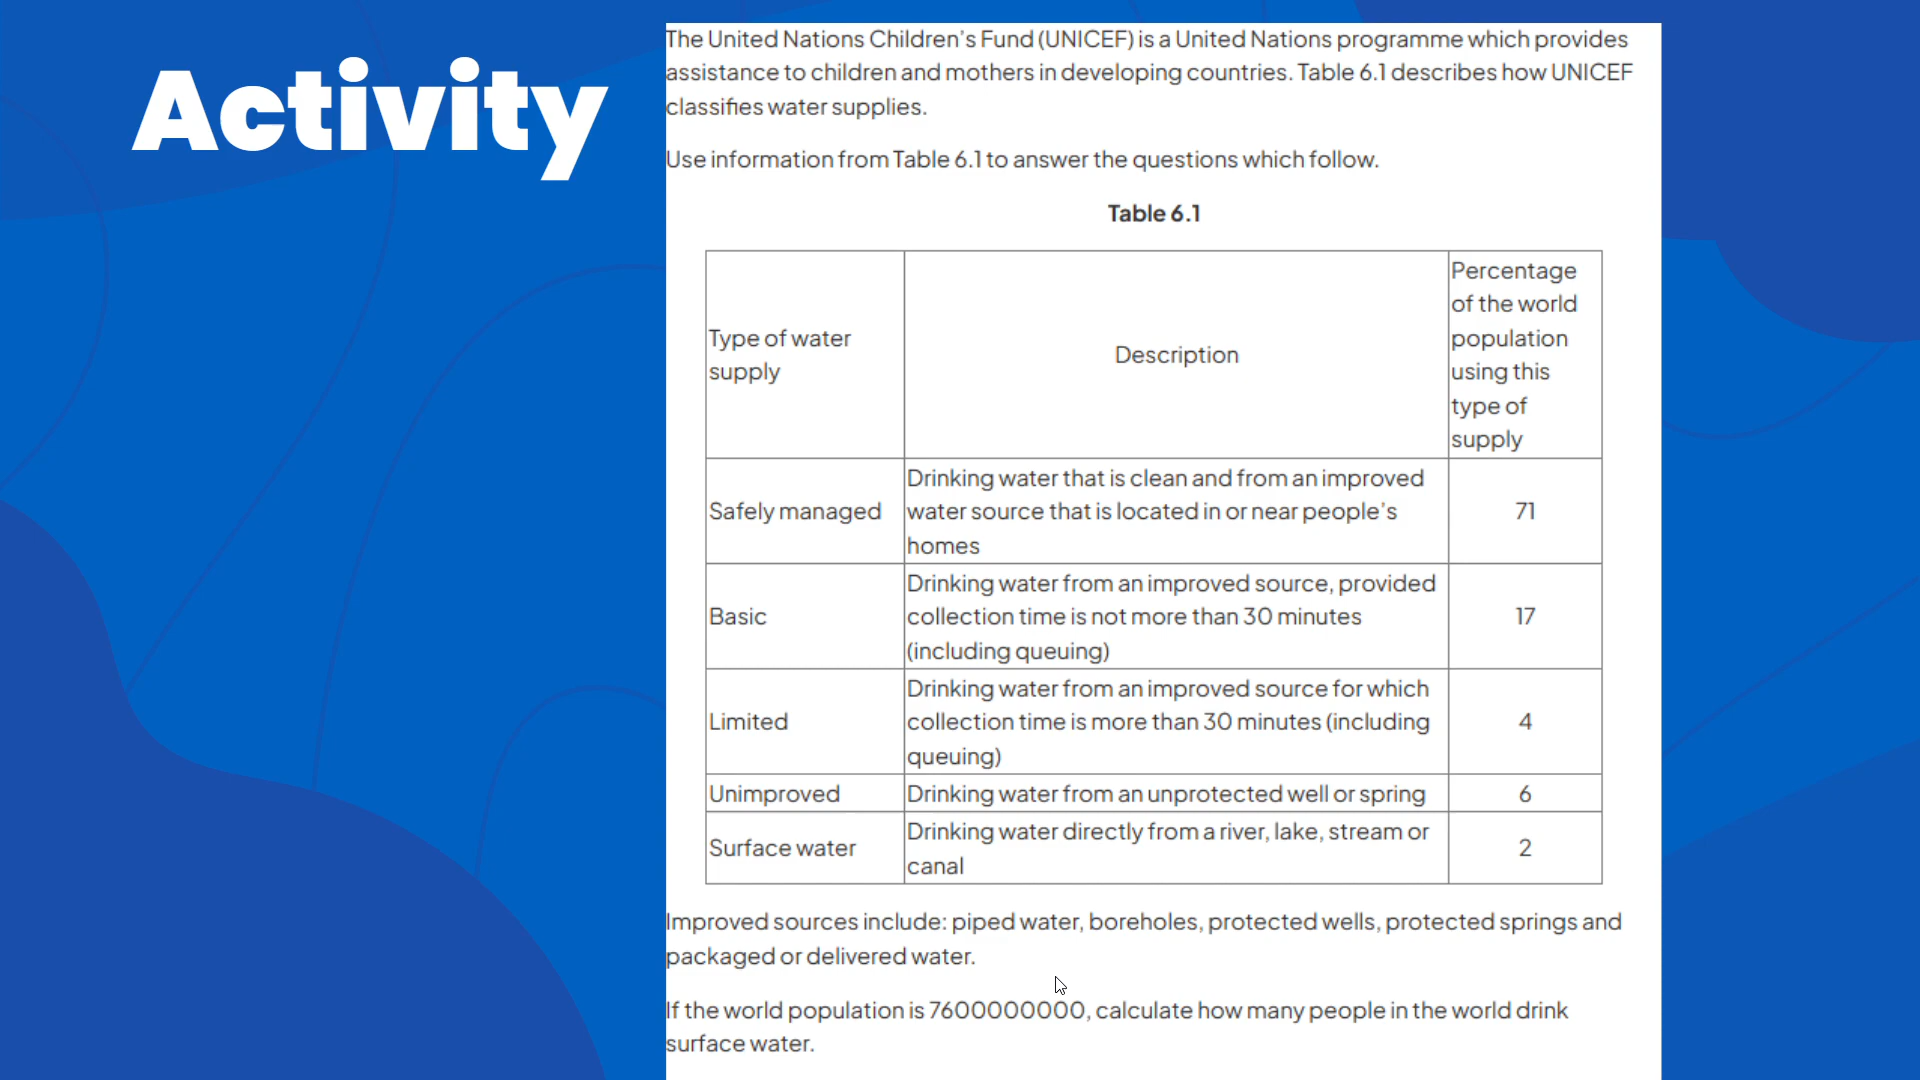 Activity
The United Nations Children's Fund (UNICEF) is a United Nations programme which provides
assistance to children and mothers in developing countries. Table 6.1 describes how UNICEF
classifies water supplies.
Use information from Table 6.1 to answer the questions which follow.
Table 6.1
Type of water
supply
Description
Percentage
of the world
population
using this
type of
supply
Safely managed
Drinking water that is clean and from an improved
water source that is located in or near people's
homes
71
Basic
Drinking water from an improved source, provided
collection time is not more than 30 minutes
(including queuing)
17
Limited
Drinking water from an improved source for which
collection time is more than 30 minutes (including
queuing)
4
Unimproved
Drinking water from an unprotected well or spring
6
Surface water
Drinking water directly from a river, lake, stream or
canal
2
Improved sources include: piped water, boreholes, protected wells, protected springs and
packaged or delivered water.
If the world population is 7600000000, calculate how many people in the world drink
surface water.